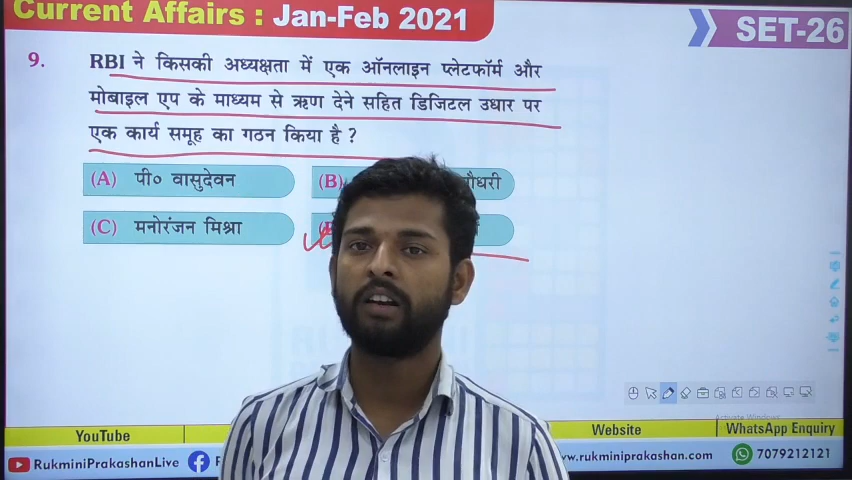 Current Affairs : Jan-Feb 2021
SET-26
9. RBI ने किसकी अध्यक्षता में एक ऑनलाइन प्लेटफॉर्म और
मोबाइल एप के माध्यम से ऋण देने सहित डिजिटल उधार पर
एक कार्य समूह का गठन किया है ?
(A) पी० वासुदेवन
(B)
(C) मनोरंजन मिश्रा
Activate Windows
YouTube
Website
WhatsApp Enquiry
RukminiPrakashanLive
.rukminiprakashan.com
7079212121